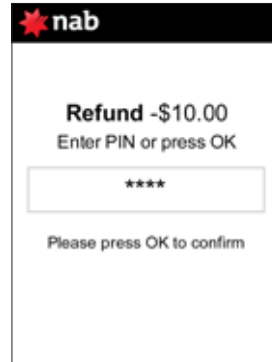 nab
Refund -$10.00
Enter PIN or press OK
****
Please press OK to confirm